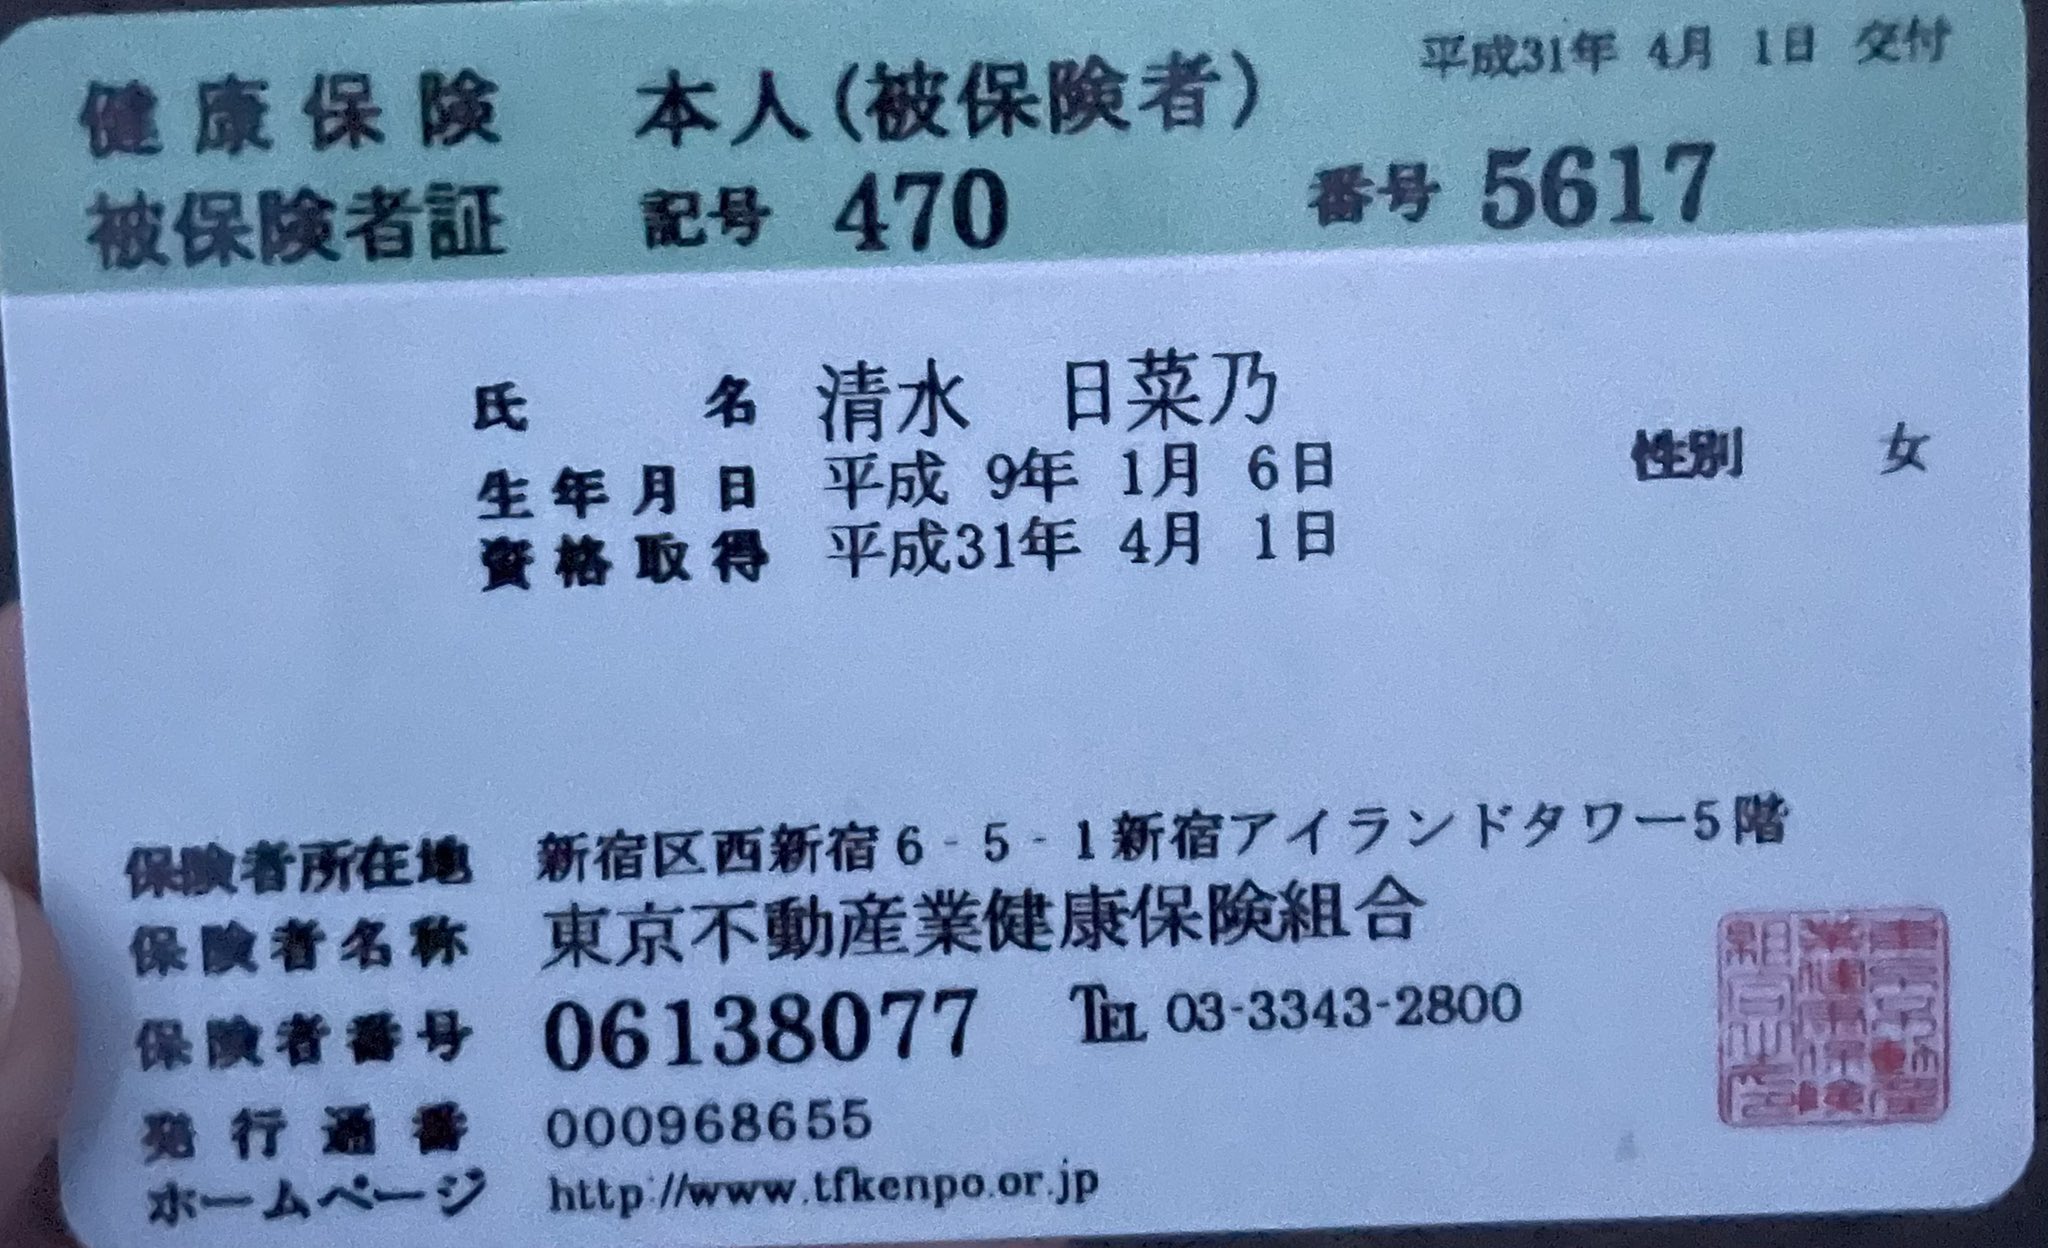 平成31年 4月 1日 交付
健康保険 本人(被保険者)
被保険者証 記号 470 番号 5617
氏名 清水 日菜乃
性別 女
生年月日 平成 9年 1月 6日
資格取得 平成31年 4月 1日
保険者所在地 新宿区西新宿6-5-1新宿アイランドタワー5階
保険者名称 東京不動産業健康保険組合
保険者番号 06138077 TEL 03-3343-2800
発行通番 000968655
ホームページ http://www.tfkenpo.or.jp